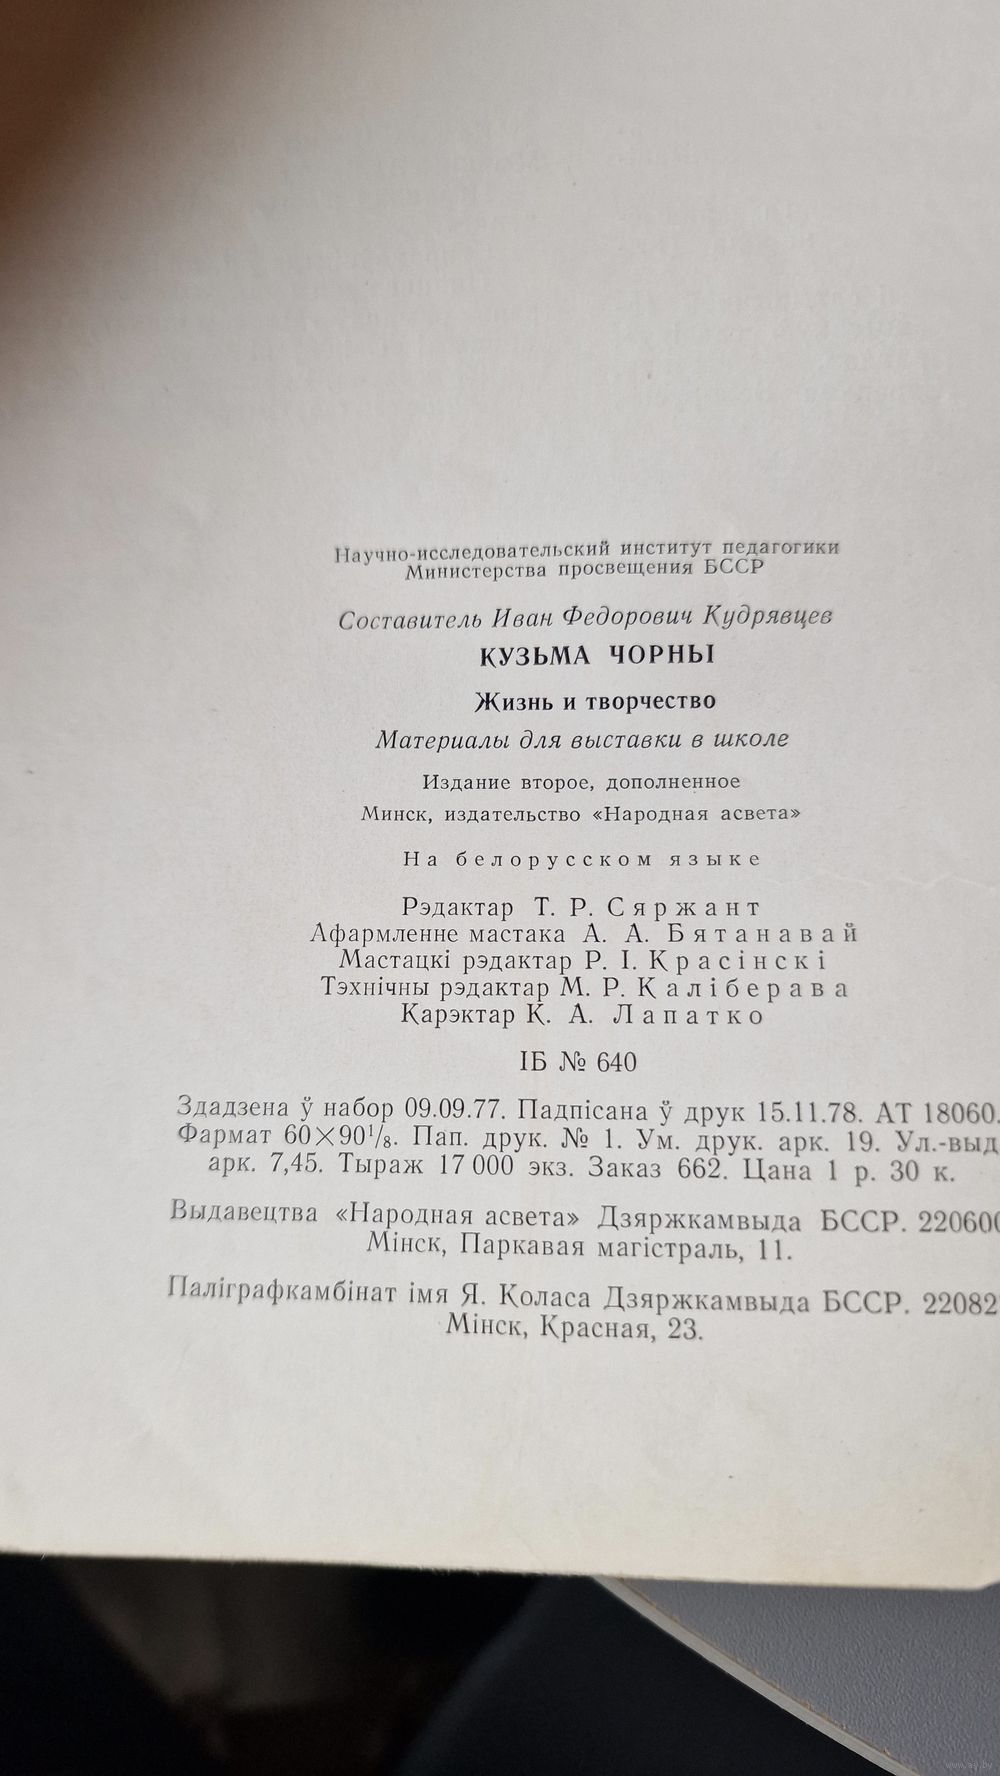 Научно-исследовательский институт педагогики
Министерства просвещения БССР
Составитель Иван Федорович Кудрявцев
КУЗЬМА ЧОРНЫ
Жизнь и творчество
Материалы для выставки в школе
Издание второе, дополненное
Минск, издательство «Народная асвета»
На белорусском языке
Рэдактар Т. Р. Сяржант
Афармленне мастака А. А. Бятанавай
Мастацкі рэдактар Р. І. Красінскі
Тэхнічны рэдактар М. Р. Каліберава
Карэктар К. А. Лапатко
ІБ № 640
Здадзена ў набор 09.09.77. Падпісана ў друк 15.11.78. АТ 18060.
Фармат 60×90¹/₈. Пап. друк. № 1. Ум. друк. арк. 19. Ул.-выд
арк. 7,45. Тыраж 17 000 экз. Заказ 662. Цана 1 р. 30 к.
Выдавецтва «Народная асвета» Дзяржкамвыда БССР. 220600
Мінск, Паркавая магістраль, 11.
Паліграфкамбінат імя Я. Коласа Дзяржкамвыда БССР. 22082
Мінск, Красная, 23.
www.ay.by